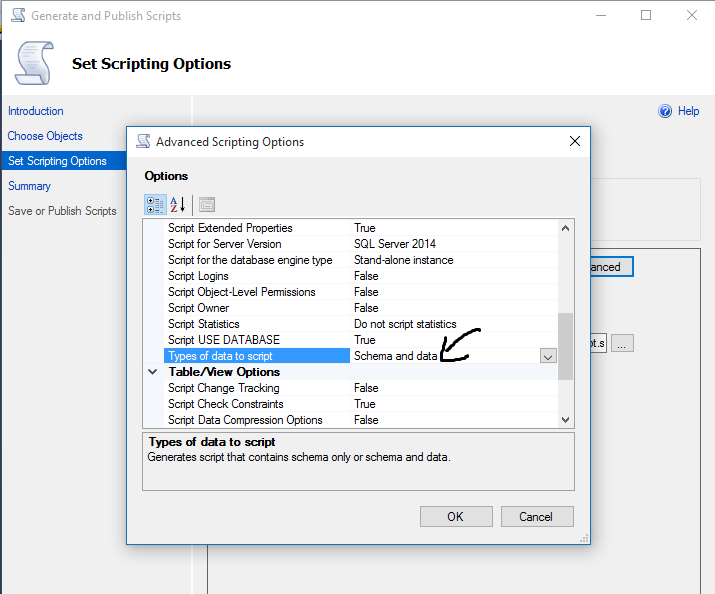 Generate and Publish Scripts
Set Scripting Options
Introduction
Help
Choose Objects
Advanced Scripting Options
Set Scripting Options
Options
Summary
Save or Publish Scripts
Script Extended Properties True
Script for Server Version SQL Server 2014
Script for the database engine type Stand-alone instance
anced
Script Logins False
Script Object-Level Permissions False
Script Owner False
Script Statistics Do not script statistics
Script USE DATABASE True
pt.s ...
Types of data to script Schema and data
Table/View Options
Script Change Tracking False
Script Check Constraints True
Script Data Compression Options False
Types of data to script
Generates script that contains schema only or schema and data.
OK Cancel